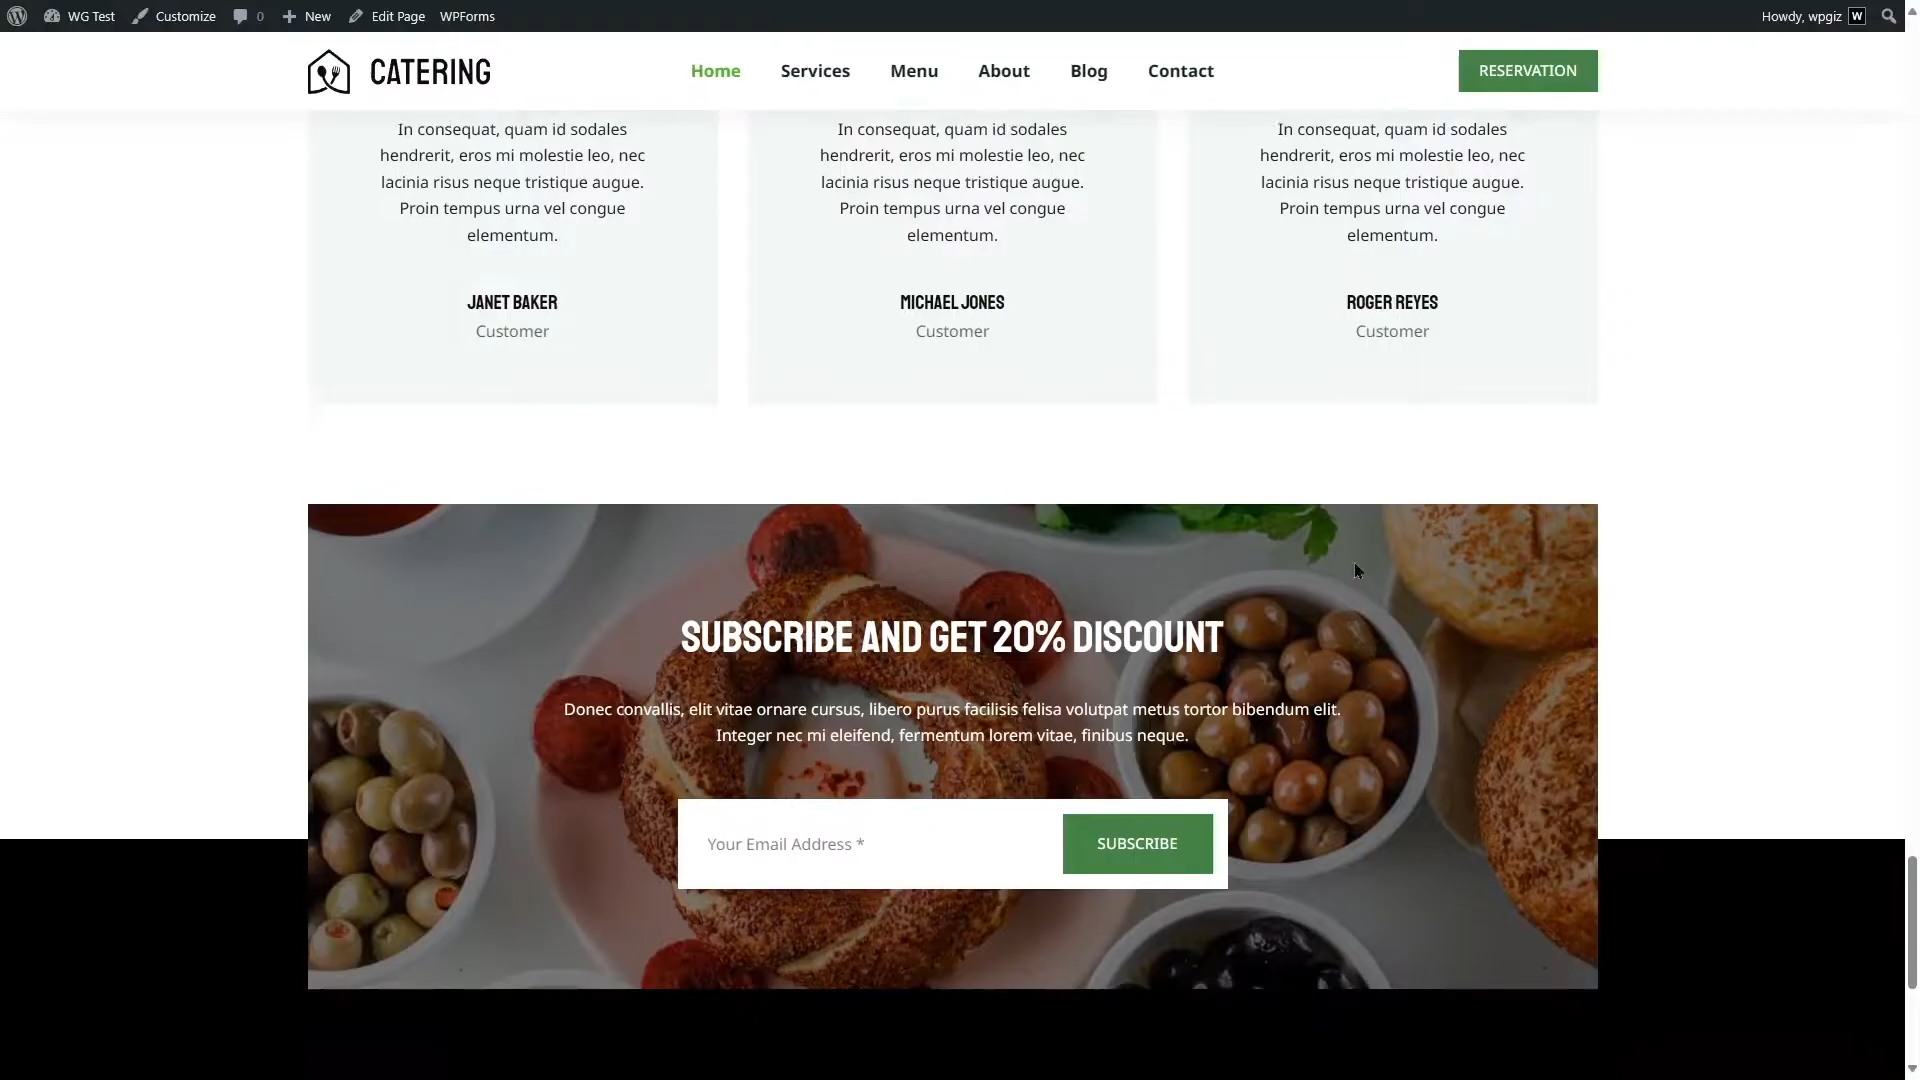 WG Test
Customize
0
New
Edit Page
WPForms
Howdy, wpgiz
W
CATERING
Home
Services
Menu
About
Blog
Contact
RESERVATION
In consequat, quam id sodales
hendrerit, eros mi molestie leo, nec
lacinia risus neque tristique augue.
Proin tempus urna vel congue
elementum.
JANET BAKER
Customer
In consequat, quam id sodales
hendrerit, eros mi molestie leo, nec
lacinia risus neque tristique augue.
Proin tempus urna vel congue
elementum.
MICHAEL JONES
Customer
In consequat, quam id sodales
hendrerit, eros mi molestie leo, nec
lacinia risus neque tristique augue.
Proin tempus urna vel congue
elementum.
ROGER REYES
Customer
SUBSCRIBE AND GET 20% DISCOUNT
Donec convallis, elit vitae ornare cursus, libero purus facilisis felisa volutpat metus tortor bibendum elit.
Integer nec mi eleifend, fermentum lorem vitae, finibus neque.
Your Email Address *
SUBSCRIBE